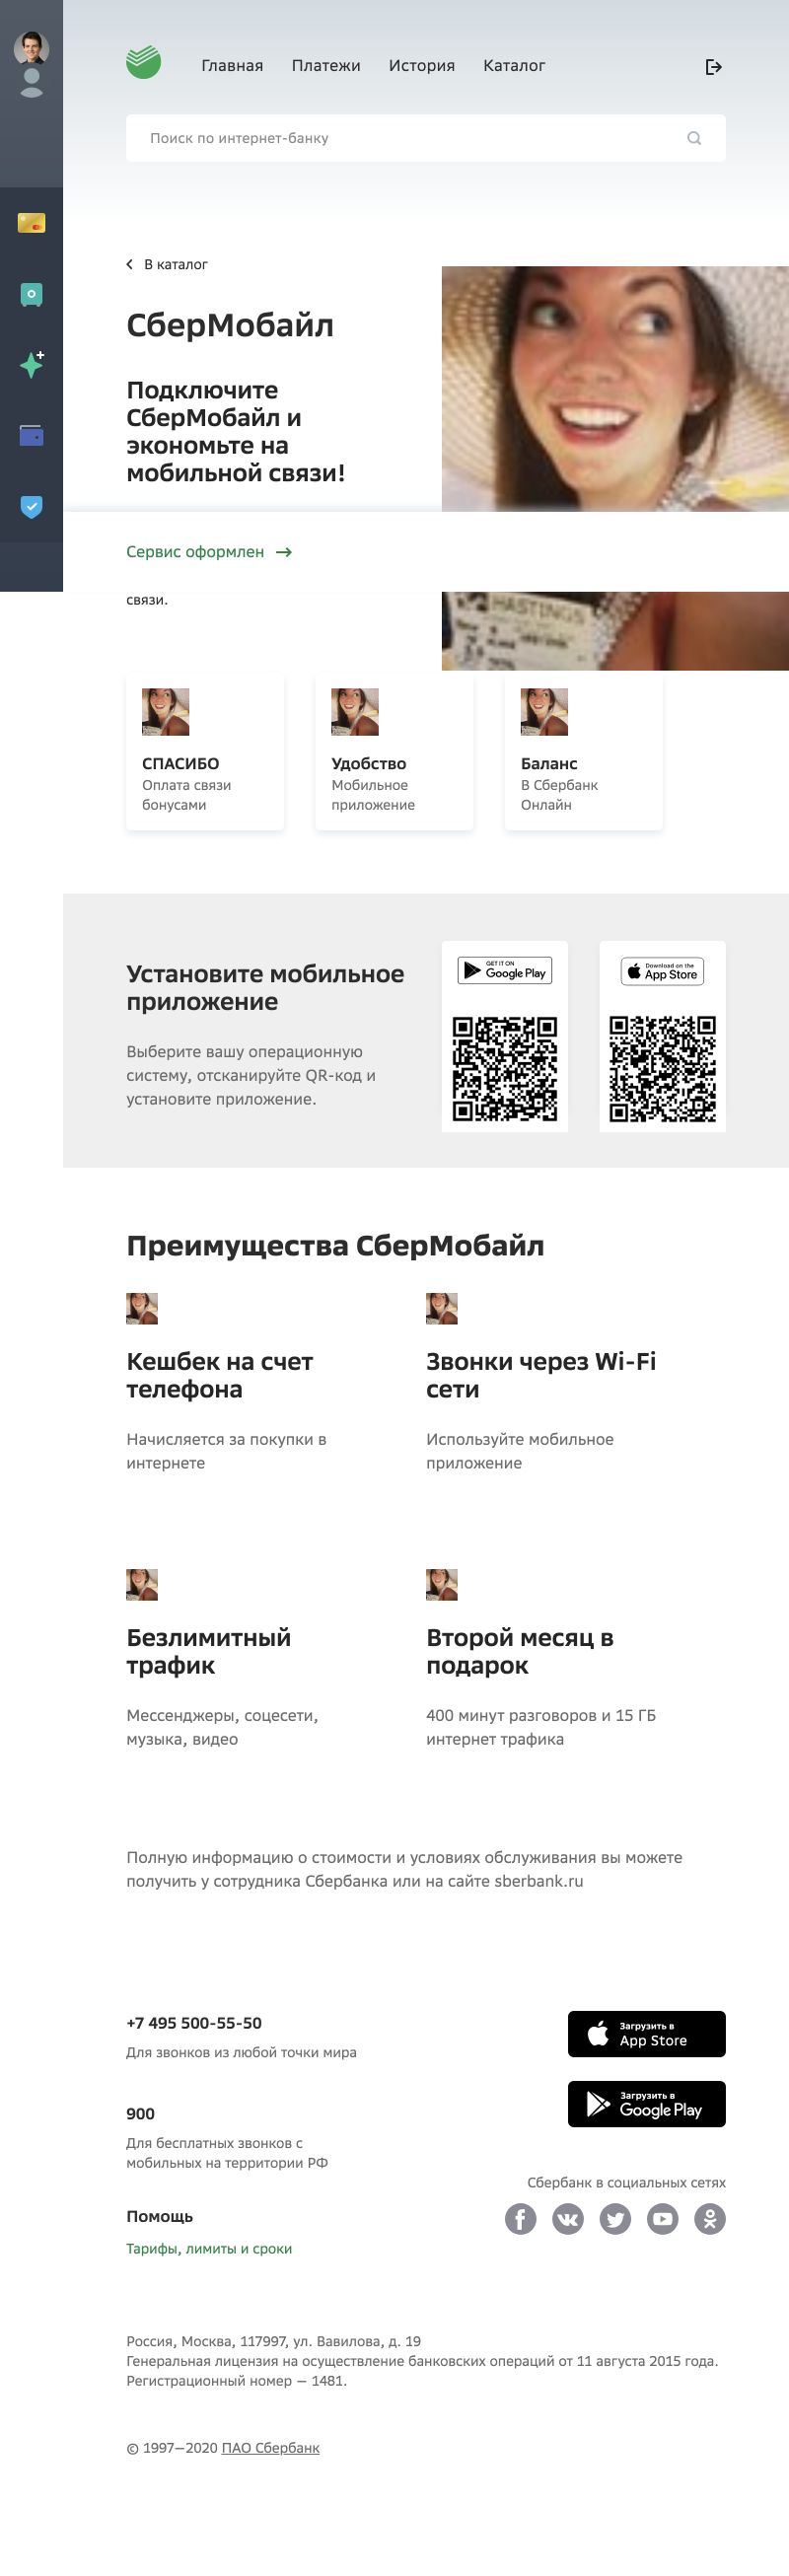 Главная Платежи История Каталог
Поиск по интернет-банку
В каталог
СберМобайл
Подключите
СберМобайл и
экономьте на
мобильной связи!
Сервис оформлен
связи.
СПАСИБО
Оплата связи
бонусами
Удобство
Мобильное
приложение
Баланс
В Сбербанк
Онлайн
Установите мобильное
приложение
Выберите вашу операционную
систему, отсканируйте QR-код и
установите приложение.
GET IT ON
Google Play
Download on the
App Store
Преимущества СберМобайл
Кешбек на счет
телефона
Начисляется за покупки в
интернете
Звонки через Wi-Fi
сети
Используйте мобильное
приложение
Безлимитный
трафик
Мессенджеры, соцесети,
музыка, видео
Второй месяц в
подарок
400 минут разговоров и 15 ГБ
интернет трафика
Полную информацию о стоимости и условиях обслуживания вы можете
получить у сотрудника Сбербанка или на сайте sberbank.ru
+7 495 500-55-50
Для звонков из любой точки мира
900
Для бесплатных звонков с
мобильных на территории РФ
Помощь
Тарифы, лимиты и сроки
Загрузить в
App Store
Загрузить в
Google Play
Сбербанк в социальных сетях
Россия, Москва, 117997, ул. Вавилова, д. 19
Генеральная лицензия на осуществление банковских операций от 11 августа 2015 года.
Регистрационный номер — 1481.
© 1997—2020 ПАО Сбербанк